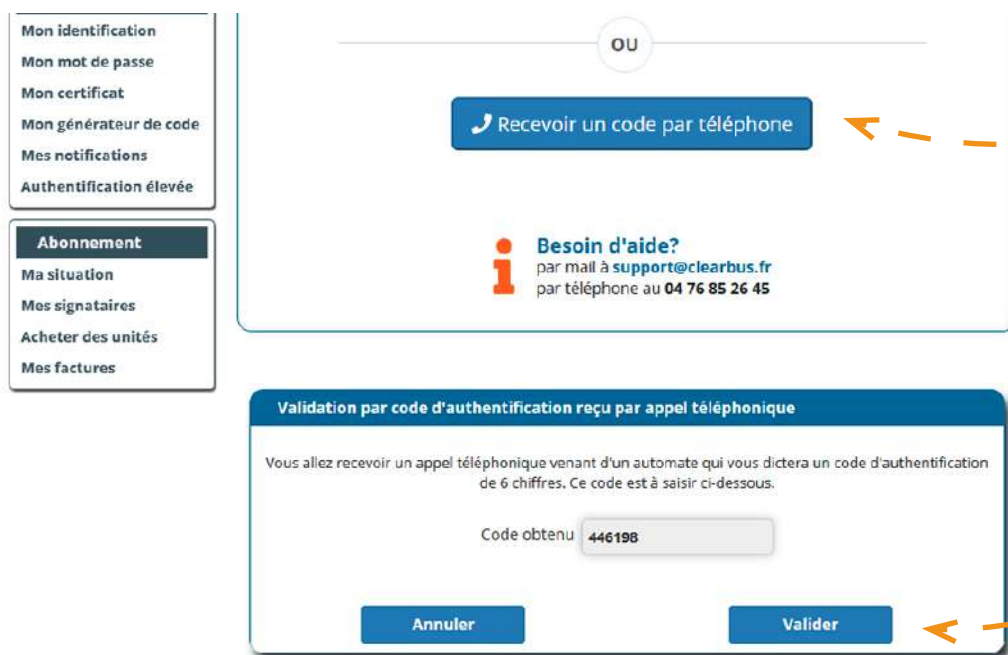 Mon identification
Mon mot de passe
Mon certificat
Mon générateur de code
Mes notifications
Authentification élevée
Abonnement
Ma situation
Mes signataires
Acheter des unités
Mes factures
OU
Recevoir un code par téléphone
Besoin d'aide?
par mail à support@clearbus.fr
par téléphone au 04 76 85 26 45
Validation par code d'authentification reçu par appel téléphonique
Vous allez recevoir un appel téléphonique venant d'un automate qui vous dictera un code d'authentification
de 6 chiffres. Ce code est à saisir ci-dessous.
Code obtenu 446198
Annuler
Valider